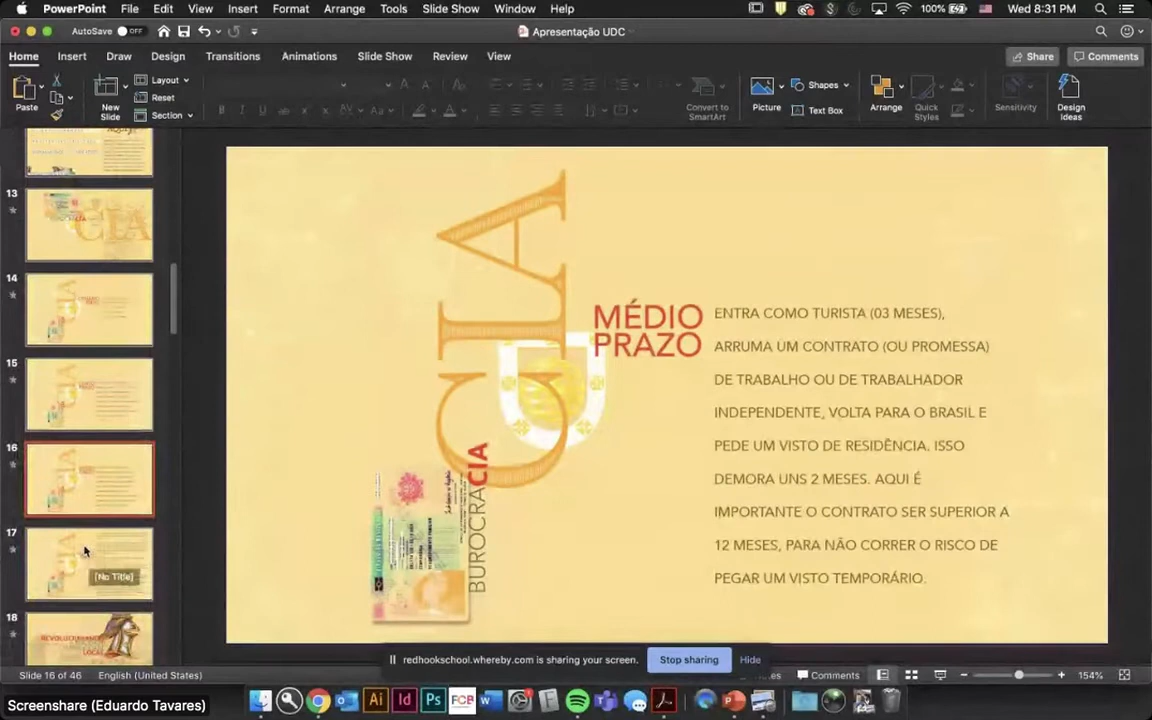 PowerPoint File Edit View Insert Format Arrange Tools Slide Show Window Help 100% Wed 8:31 PM
AutoSave OFF Apresentação UDC
Home Insert Draw Design Transitions Animations Slide Show Review View Share Comments
Paste New Slide Layout Reset Section Convert to SmartArt Picture Shapes Text Box Arrange Quick Styles Sensitivity Design Ideas
13
14
15
16
17
[No Title]
18
CIA
BUROCRACIA
MÉDIO
PRAZO
ENTRA COMO TURISTA (03 MESES),
ARRUMA UM CONTRATO (OU PROMESSA)
DE TRABALHO OU DE TRABALHADOR
INDEPENDENTE, VOLTA PARA O BRASIL E
PEDE UM VISTO DE RESIDÊNCIA. ISSO
DEMORA UNS 2 MESES. AQUI É
IMPORTANTE O CONTRATO SER SUPERIOR A
12 MESES, PARA NÃO CORRER O RISCO DE
PEGAR UM VISTO TEMPORÁRIO.
redhookschool.whereby.com is sharing your screen. Stop sharing Hide
Slide 16 of 46 English (United States) Comments 154%
Ai Id Ps FCB
Screenshare (Eduardo Tavares)